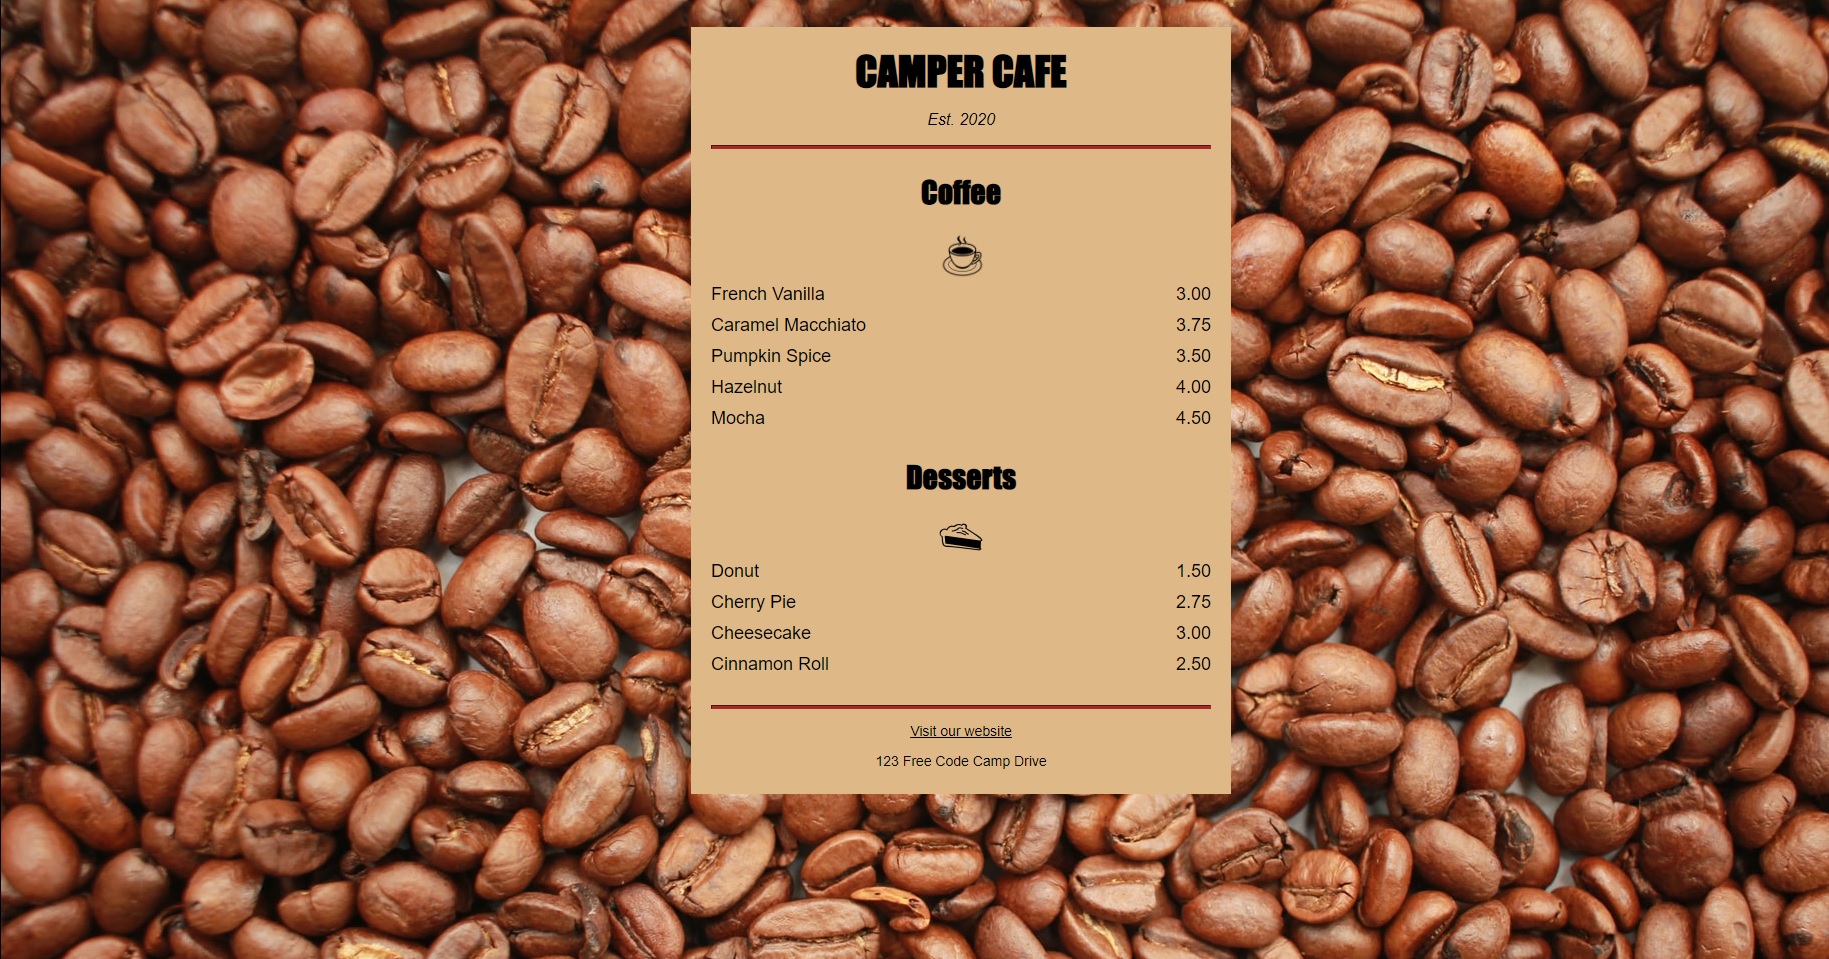 CAMPER CAFE
Est. 2020
Coffee
French Vanilla 3.00
Caramel Macchiato 3.75
Pumpkin Spice 3.50
Hazelnut 4.00
Mocha 4.50
Desserts
Donut 1.50
Cherry Pie 2.75
Cheesecake 3.00
Cinnamon Roll 2.50
Visit our website
123 Free Code Camp Drive